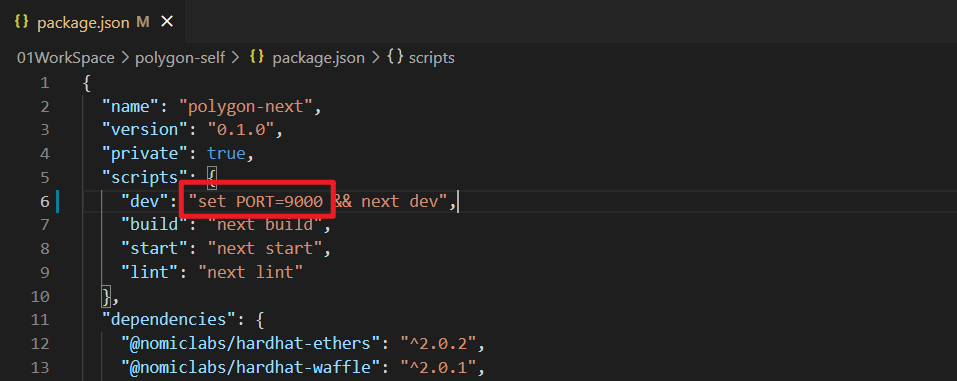 {} package.json M ×
01WorkSpace > polygon-self > {} package.json > {} scripts
1 {
2 "name": "polygon-next",
3 "version": "0.1.0",
4 "private": true,
5 "scripts": {
6 "dev": "set PORT=9000 && next dev",
7 "build": "next build",
8 "start": "next start",
9 "lint": "next lint"
10 },
11 "dependencies": {
12 "@nomiclabs/hardhat-ethers": "^2.0.2",
13 "@nomiclabs/hardhat-waffle": "^2.0.1",